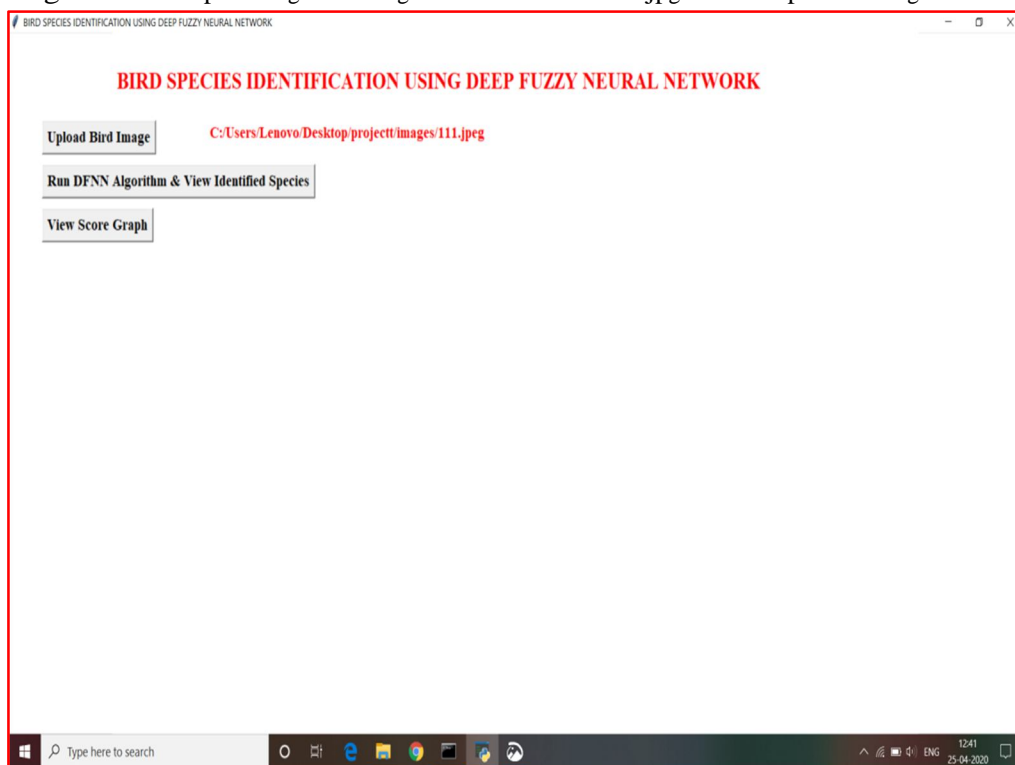 BIRD SPECIES IDENTIFICATION USING DEEP FUZZY NEURAL NETWORK
BIRD SPECIES IDENTIFICATION USING DEEP FUZZY NEURAL NETWORK
Upload Bird Image C:/Users/Lenovo/Desktop/projectt/images/111.jpeg
Run DFNN Algorithm & View Identified Species
View Score Graph
Type here to search
ENG
12:41
25-04-2020